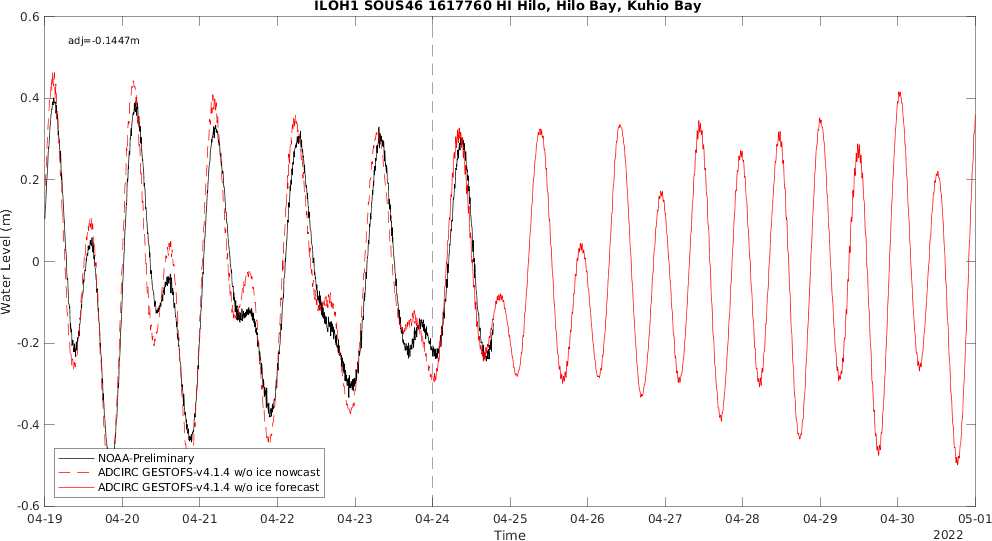 ILOH1 SOUS46 1617760 HI Hilo, Hilo Bay, Kuhio Bay
adj=-0.1447m
0.6
0.4
0.2
0
-0.2
-0.4
-0.6
Water Level (m)
NOAA-Preliminary
ADCIRC GESTOFS-v4.1.4 w/o ice nowcast
ADCIRC GESTOFS-v4.1.4 w/o ice forecast
04-19 04-20 04-21 04-22 04-23 04-24 04-25 04-26 04-27 04-28 04-29 04-30 05-01
Time
2022